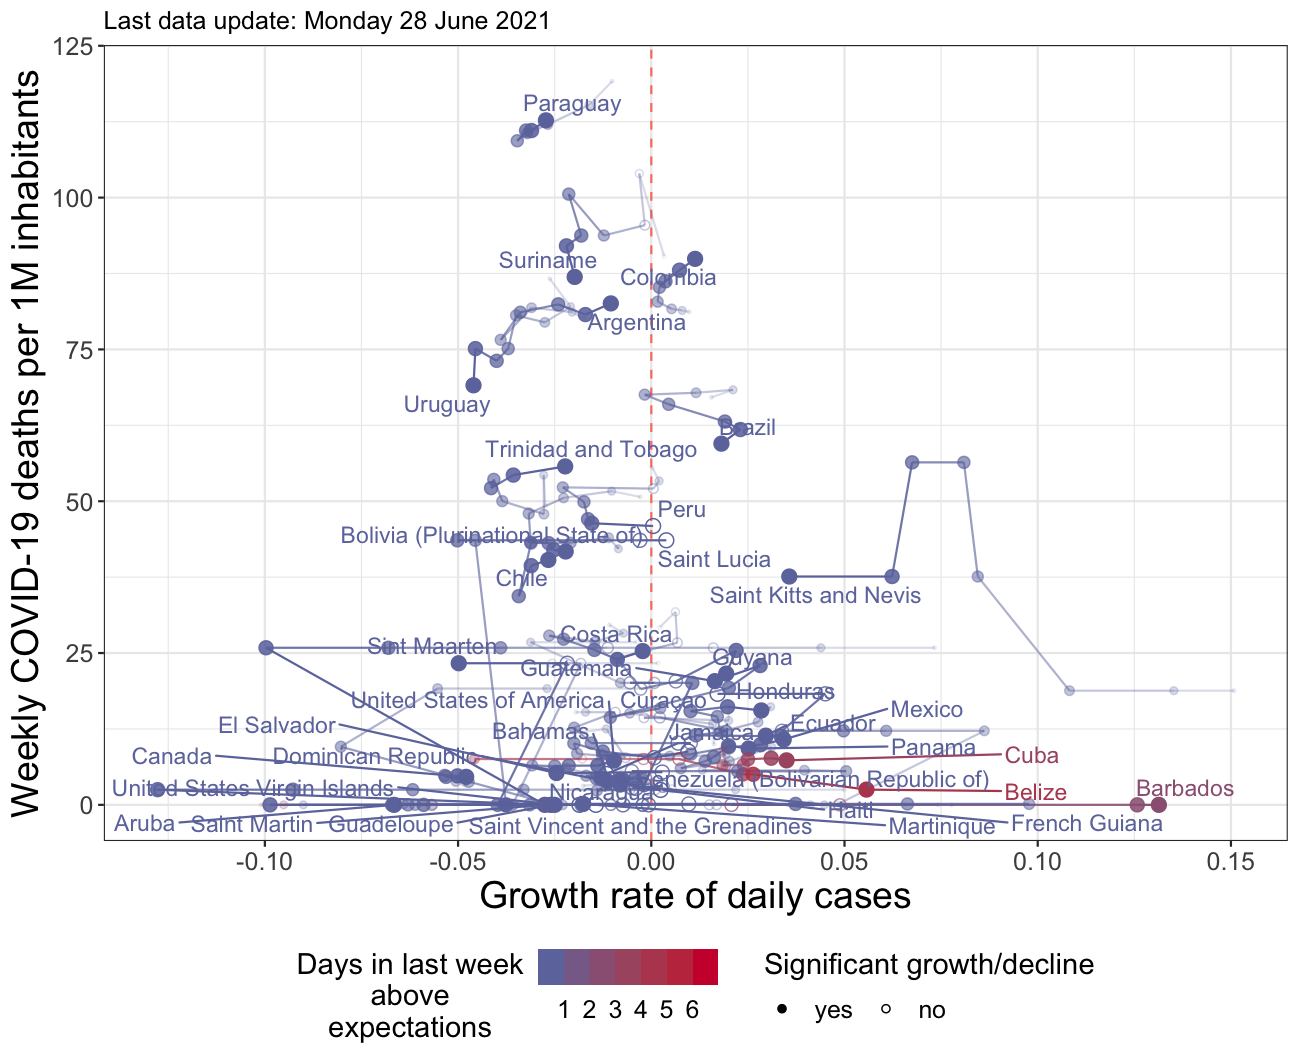 Last data update: Monday 28 June 2021
Weekly COVID-19 deaths per 1M inhabitants
125
100
75
50
25
0
Paraguay
Suriname
Colombia
Argentina
Uruguay
Brazil
Trinidad and Tobago
Peru
Bolivia (Plurinational State of)
Saint Lucia
Chile
Saint Kitts and Nevis
Costa Rica
Sint Maarten
Guyana
Guatemala
Honduras
United States of America
Curaçao
Mexico
El Salvador
Ecuador
Bahamas
Jamaica
Panama
Canada
Dominican Republic
Cuba
Venezuela (Bolivarian Republic of)
United States Virgin Islands
Nicaragua
Belize
Barbados
Haiti
Aruba
Saint Martin
Guadeloupe
Saint Vincent and the Grenadines
Martinique
French Guiana
-0.10
-0.05
0.00
0.05
0.10
0.15
Growth rate of daily cases
Days in last week
above
expectations
1 2 3 4 5 6
Significant growth/decline
yes
no